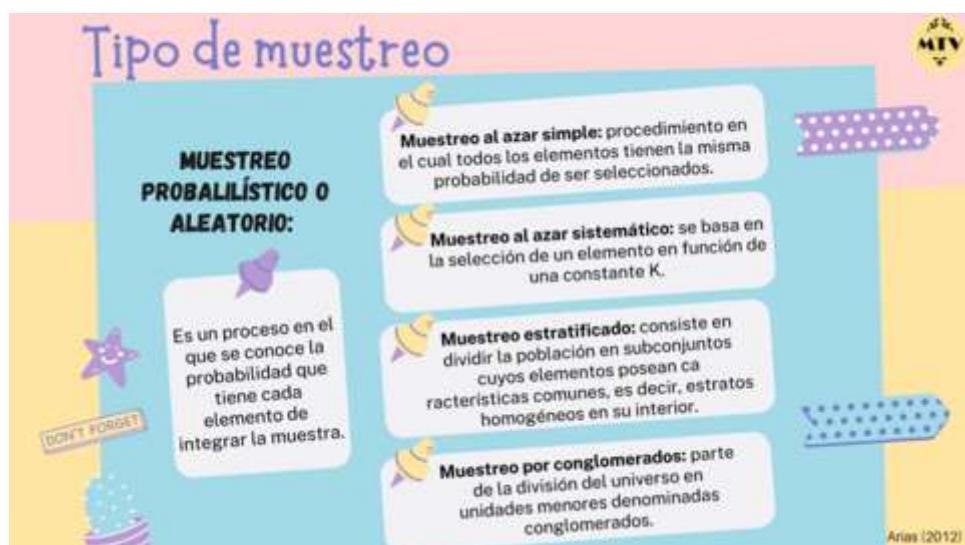 Tipo de muestreo
MTV
MUESTREO
PROBALILÍSTICO O
ALEATORIO:
Es un proceso en el
que se conoce la
probabilidad que
tiene cada
elemento de
integrar la muestra.
Muestreo al azar simple: procedimiento en
el cual todos los elementos tienen la misma
probabilidad de ser seleccionados.
Muestreo al azar sistemático: se basa en
la selección de un elemento en función de
una constante K.
Muestreo estratificado: consiste en
dividir la población en subconjuntos
cuyos elementos posean ca
racterísticas comunes, es decir, estratos
homogéneos en su interior.
Muestreo por conglomerados: parte
de la división del universo en
unidades menores denominadas
conglomerados.
DON'T FORGET
Arias (2012)